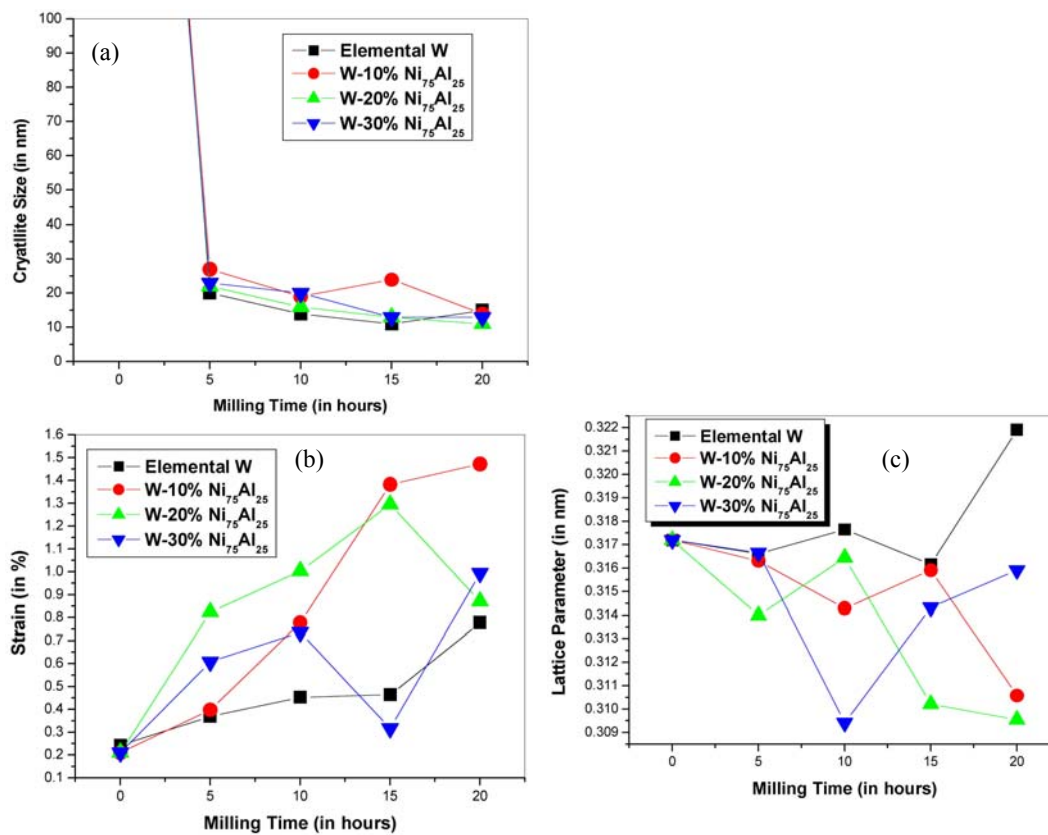 (a)
Elemental W
W-10% Ni₇₅Al₂₅
W-20% Ni₇₅Al₂₅
W-30% Ni₇₅Al₂₅
100
90
80
70
60
50
40
30
20
10
0
Cryatllite Size (in nm)
0 5 10 15 20
Milling Time (in hours)
(b)
Elemental W
W-10% Ni₇₅Al₂₅
W-20% Ni₇₅Al₂₅
W-30% Ni₇₅Al₂₅
1.6
1.5
1.4
1.3
1.2
1.1
1.0
0.9
0.8
0.7
0.6
0.5
0.4
0.3
0.2
0.1
Strain (in %)
0 5 10 15 20
Milling Time (in hours)
(c)
Elemental W
W-10% Ni₇₅Al₂₅
W-20% Ni₇₅Al₂₅
W-30% Ni₇₅Al₂₅
0.322
0.321
0.320
0.319
0.318
0.317
0.316
0.315
0.314
0.313
0.312
0.311
0.310
0.309
Lattice Parameter (in nm)
0 5 10 15 20
Milling Time (in hours)